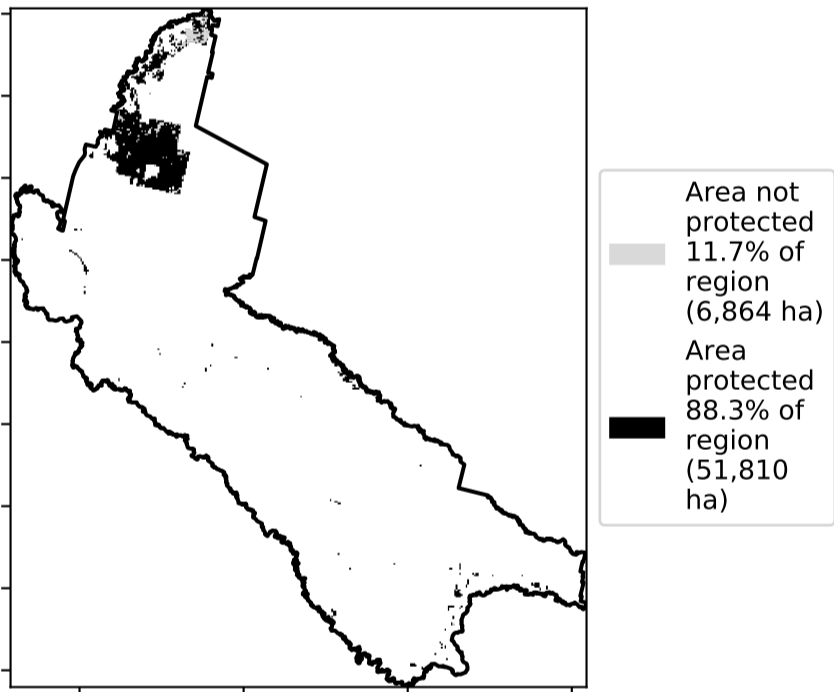 Area not
protected
11.7% of
region
(6,864 ha)
Area
protected
88.3% of
region
(51,810
ha)